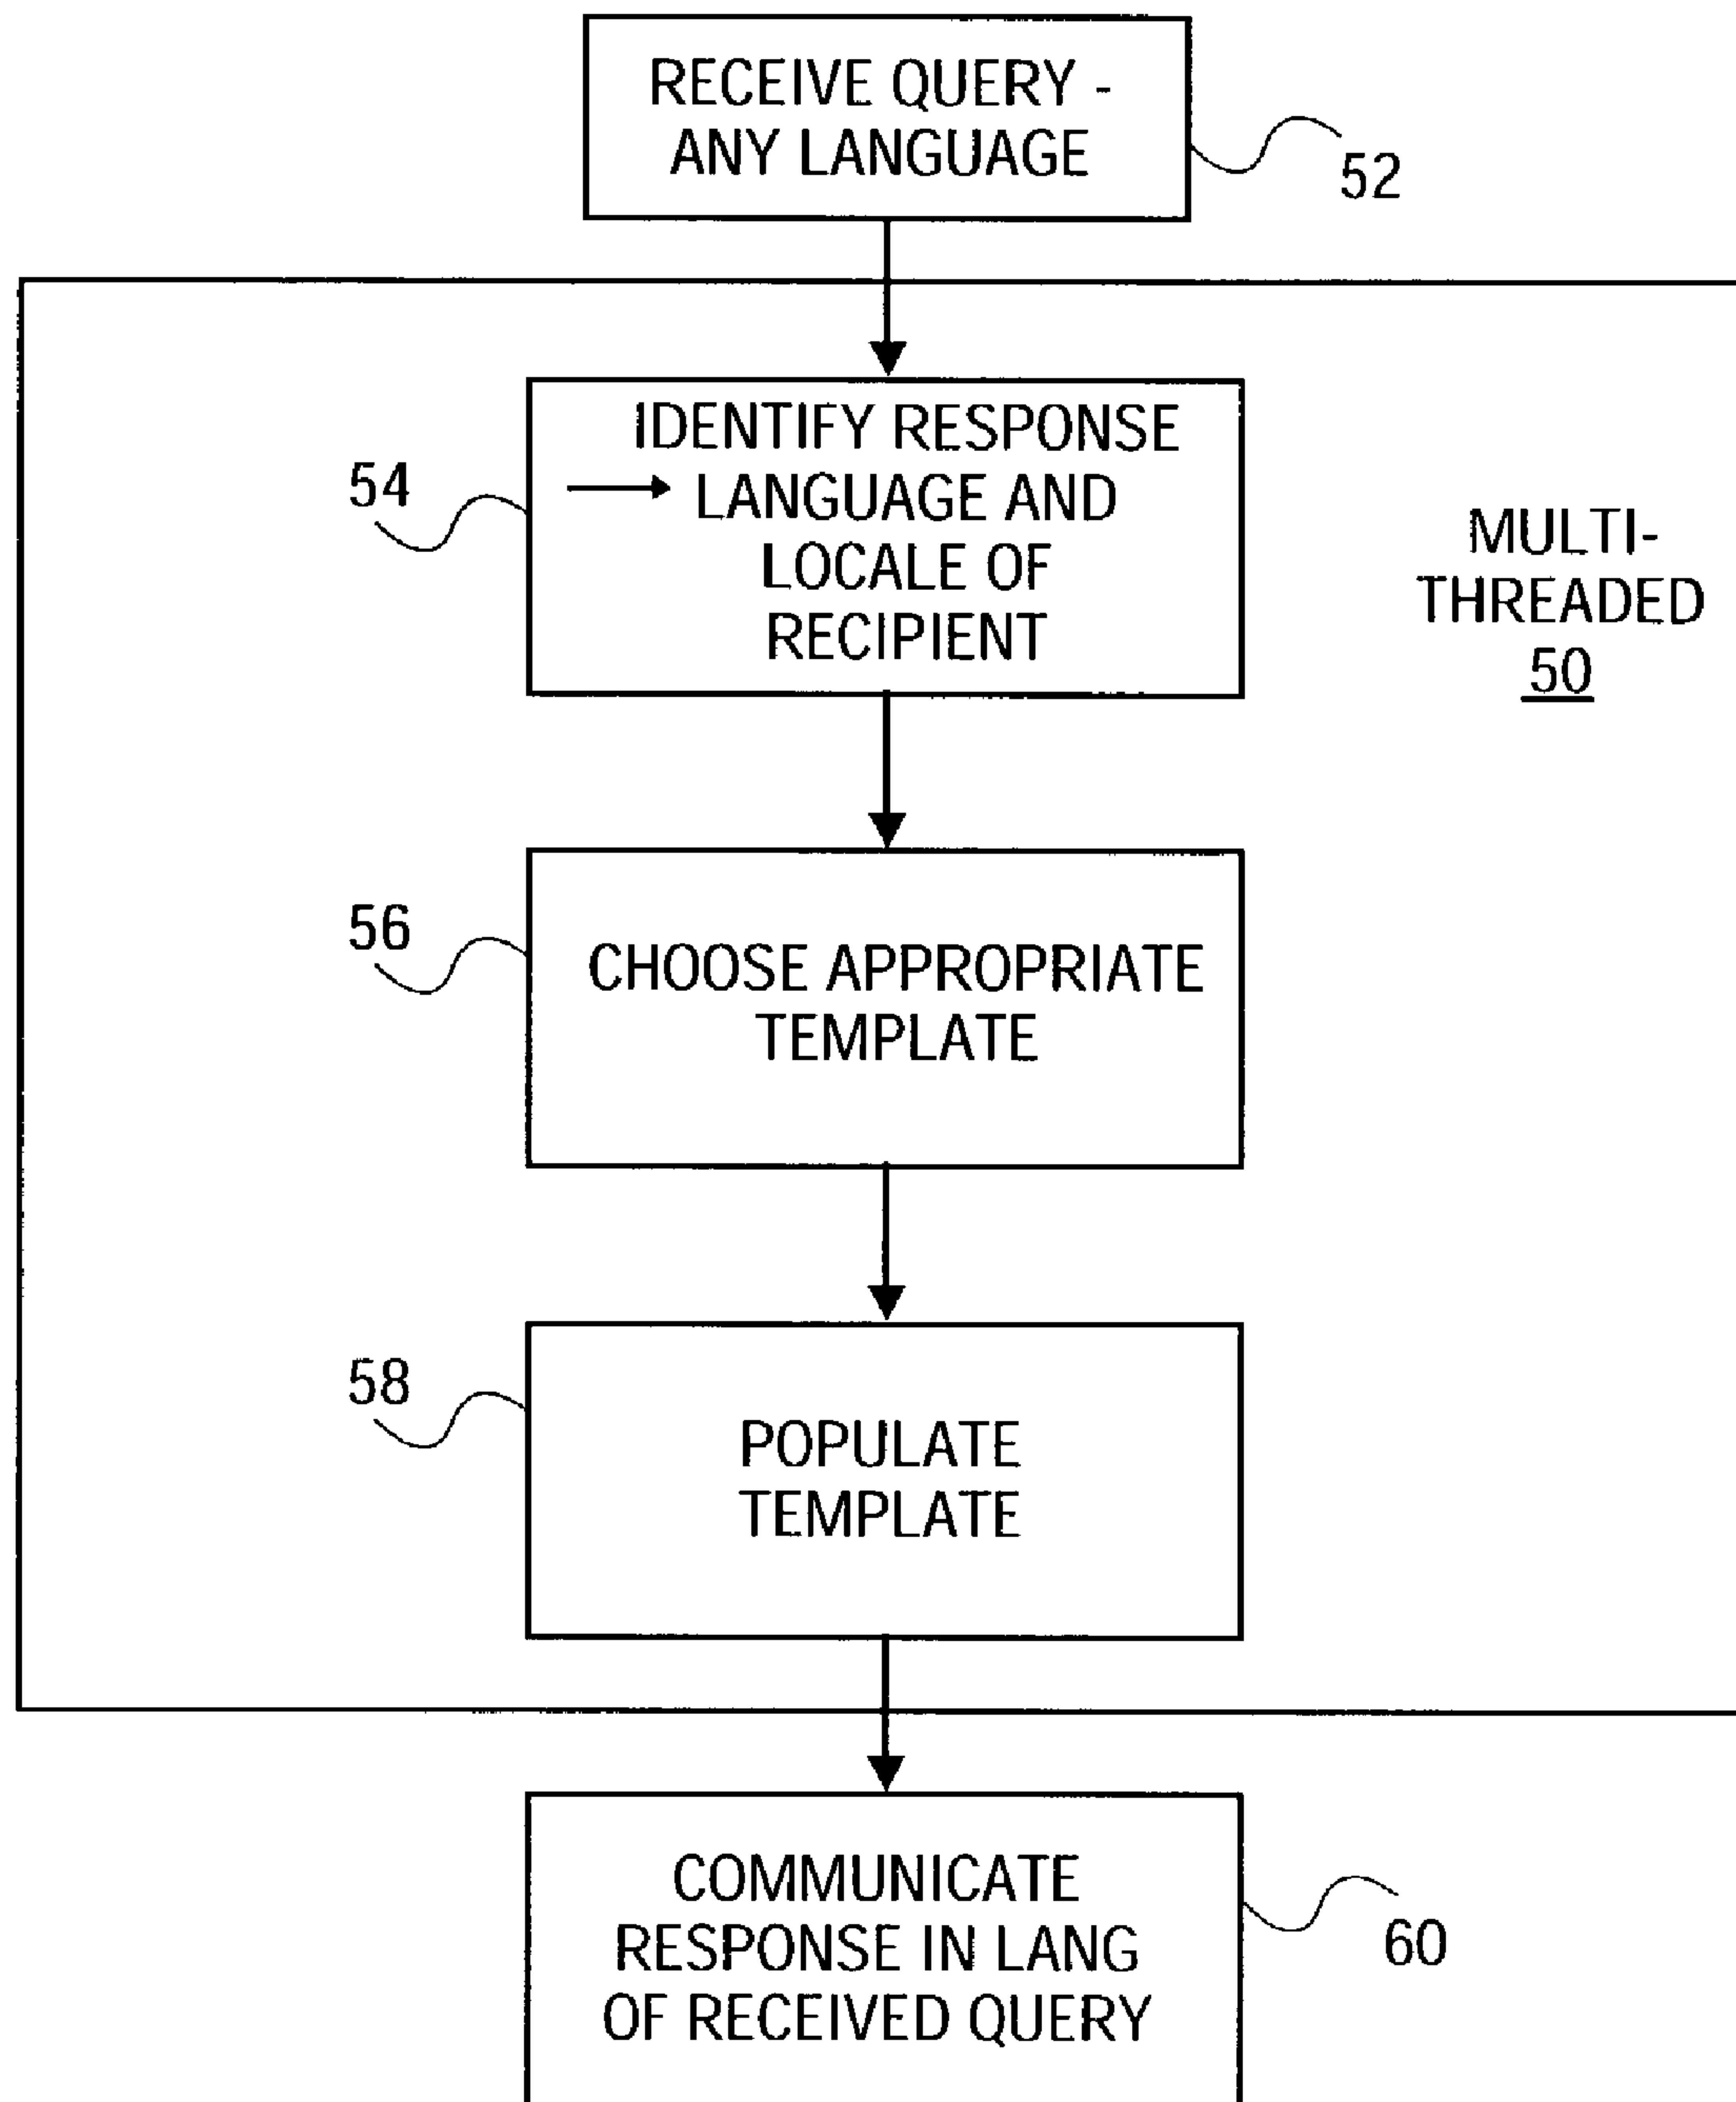 RECEIVE QUERY -
ANY LANGUAGE
52
IDENTIFY RESPONSE
LANGUAGE AND
LOCALE OF
RECIPIENT
54
MULTI-
THREADED
50
56
CHOOSE APPROPRIATE
TEMPLATE
58
POPULATE
TEMPLATE
COMMUNICATE
RESPONSE IN LANG
OF RECEIVED QUERY
60